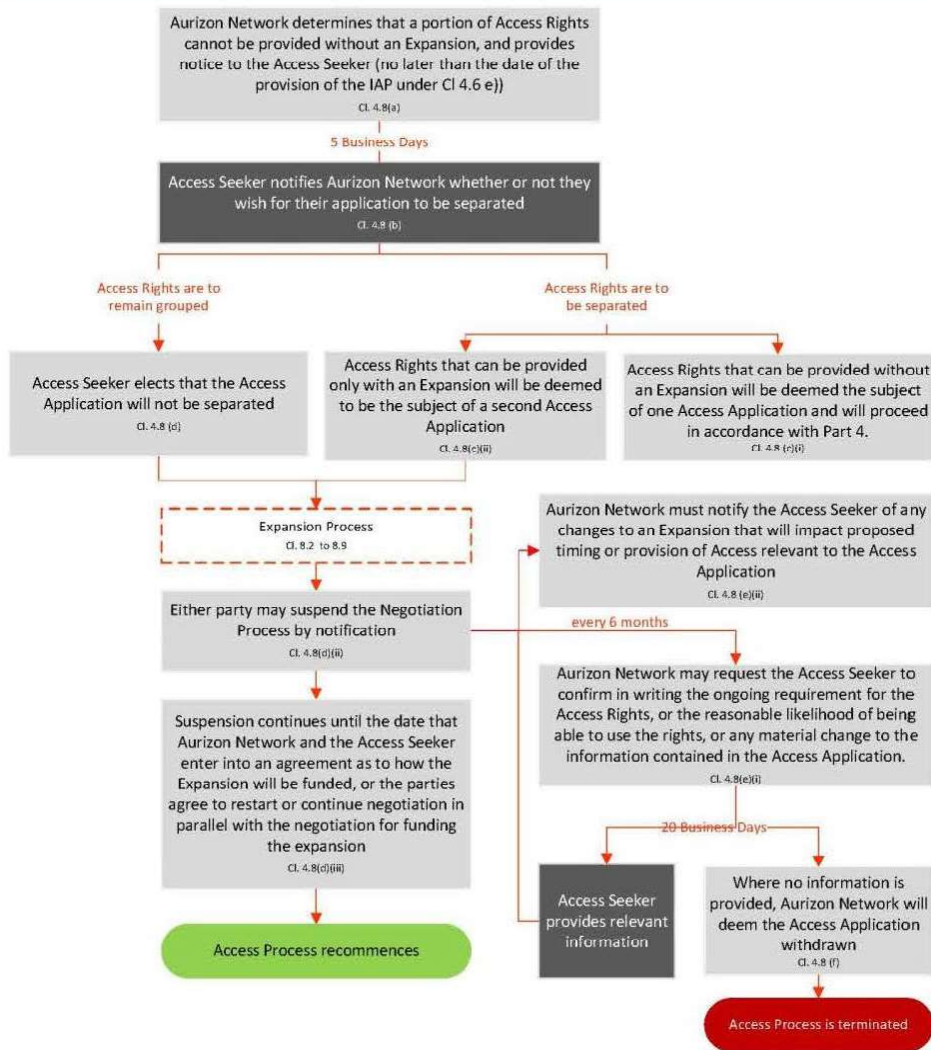 Aurizon Network determines that a portion of Access Rights
cannot be provided without an Expansion, and provides
notice to the Access Seeker (no later than the date of the
provision of the IAP under Cl 4.6 e))
Cl. 4.8(a)
5 Business Days
Access Seeker notifies Aurizon Network whether or not they
wish for their application to be separated
Cl. 4.8 (b)
Access Rights are to
remain grouped
Access Rights are to
be separated
Access Seeker elects that the Access
Application will not be separated
Cl. 4.8 (d)
Access Rights that can be provided
only with an Expansion will be deemed
to be the subject of a second Access
Application
Cl. 4.8(c)(ii)
Access Rights that can be provided without
an Expansion will be deemed the subject
of one Access Application and will proceed
in accordance with Part 4.
Cl. 4.8 (c)(i)
Expansion Process
Cl. 8.2 to 8.9
Aurizon Network must notify the Access Seeker of any
changes to an Expansion that will impact proposed
timing or provision of Access relevant to the Access
Application
Cl. 4.8 (e)(ii)
Either party may suspend the Negotiation
Process by notification
Cl. 4.8(d)(ii)
every 6 months
Aurizon Network may request the Access Seeker to
confirm in writing the ongoing requirement for the
Access Rights, or the reasonable likelihood of being
able to use the rights, or any material change to the
information contained in the Access Application.
Cl. 4.8(e)(i)
Suspension continues until the date that
Aurizon Network and the Access Seeker
enter into an agreement as to how the
Expansion will be funded, or the parties
agree to restart or continue negotiation in
parallel with the negotiation for funding
the expansion
Cl. 4.8(d)(iii)
20 Business Days
Access Seeker
provides relevant
information
Where no information is
provided, Aurizon Network will
deem the Access Application
withdrawn
Cl. 4.8 (f)
Access Process recommences
Access Process is terminated